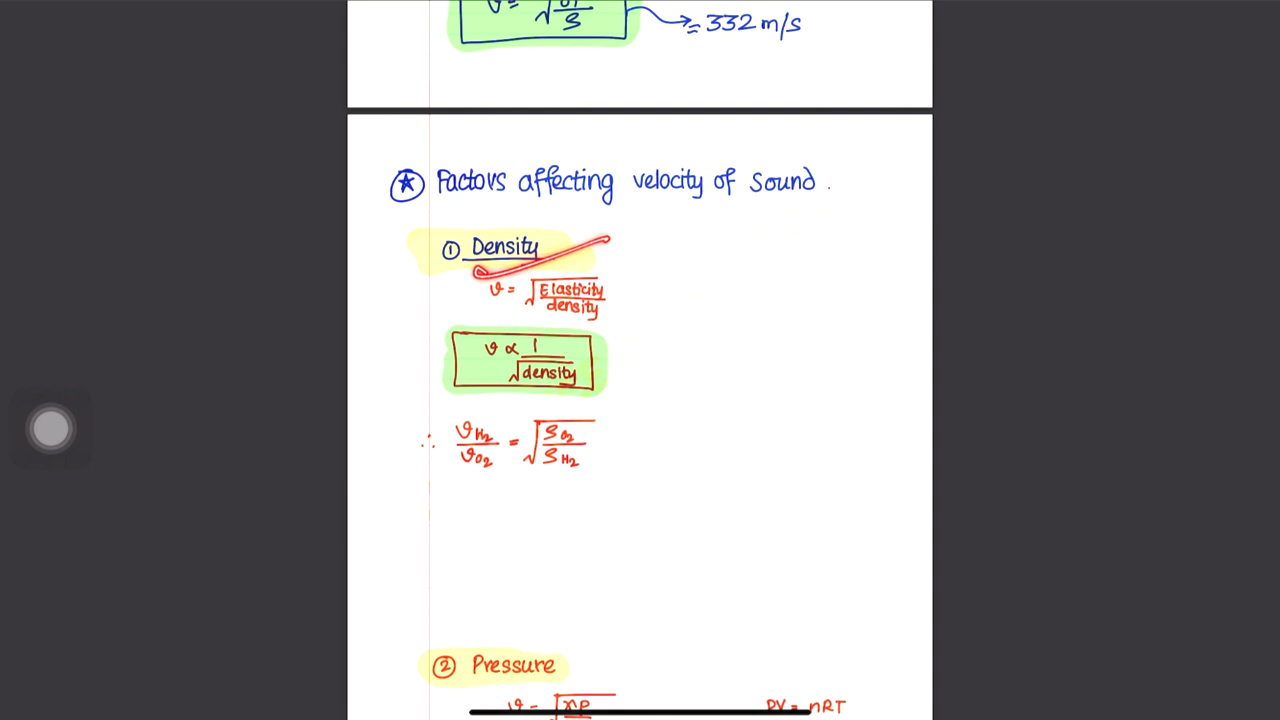 = 332 m/s
Factors affecting velocity of Sound.
① Density
v = √(Elasticity/density)
v ∝ 1/√density
∴ vH₂/vO₂ = √(ρO₂/ρH₂)
② Pressure
PV = nRT